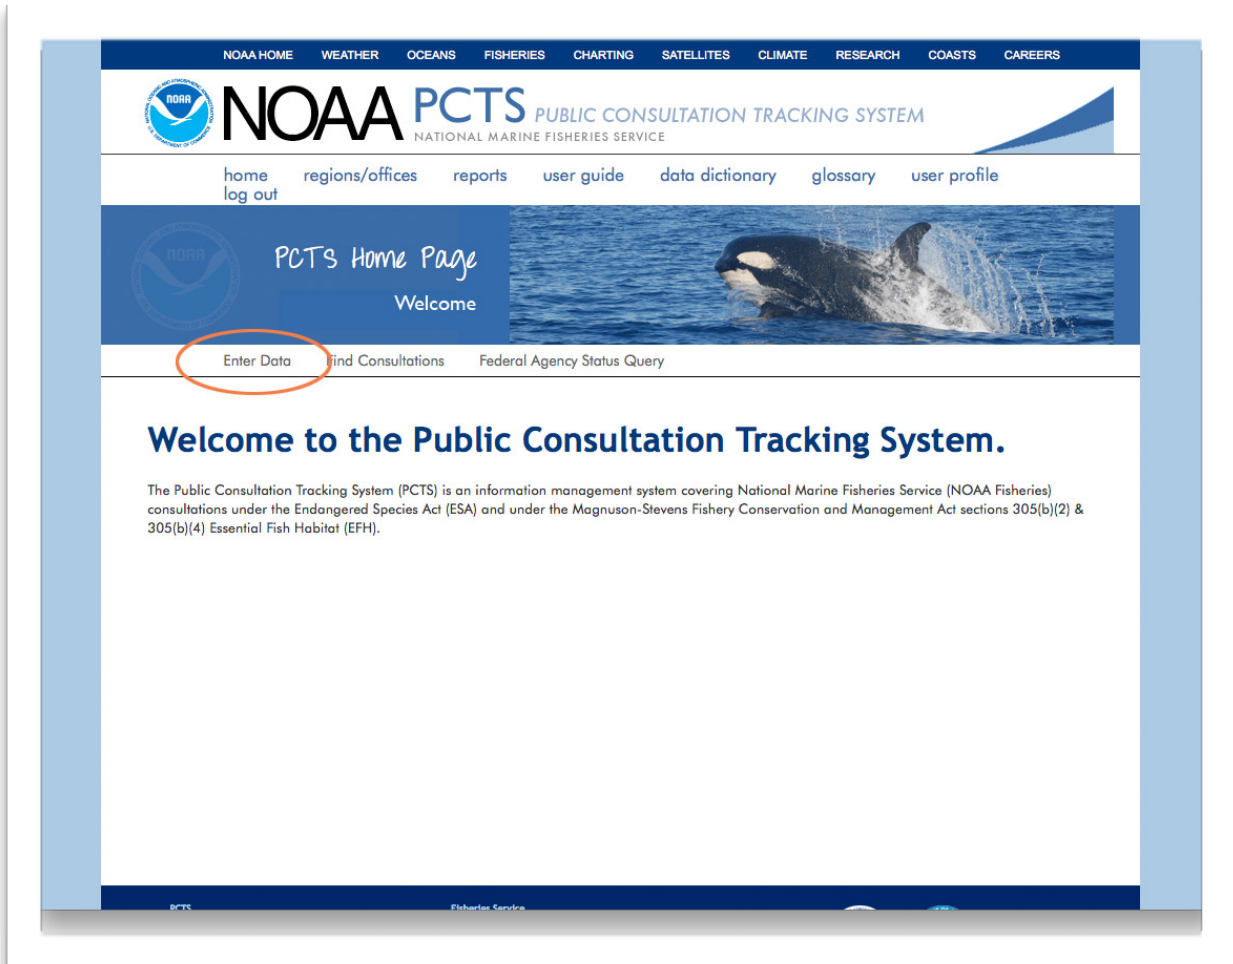 NOAA HOME WEATHER OCEANS FISHERIES CHARTING SATELLITES CLIMATE RESEARCH COASTS CAREERS
NOAA
NOAA PCTS PUBLIC CONSULTATION TRACKING SYSTEM
NATIONAL MARINE FISHERIES SERVICE
home regions/offices reports user guide data dictionary glossary user profile
log out
NOAA
PCTS Home Page
Welcome
Enter Data Find Consultations Federal Agency Status Query
Welcome to the Public Consultation Tracking System.
The Public Consultation Tracking System (PCTS) is an information management system covering National Marine Fisheries Service (NOAA Fisheries)
consultations under the Endangered Species Act (ESA) and under the Magnuson-Stevens Fishery Conservation and Management Act sections 305(b)(2) &
305(b)(4) Essential Fish Habitat (EFH).
PCTS Fisheries Service